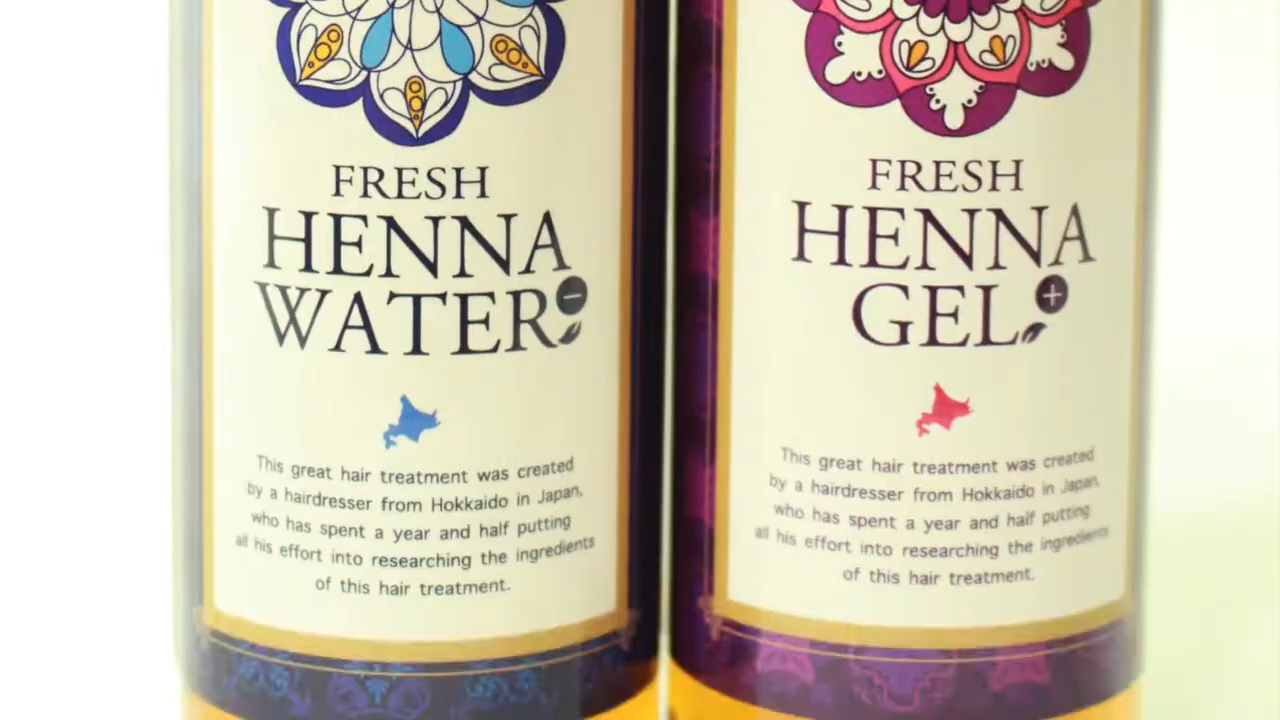 FRESH
HENNA
WATER
This great hair treatment was created
by a hairdresser from Hokkaido in Japan,
who has spent a year and half putting
all his effort into researching the ingredients
of this hair treatment.
FRESH
HENNA
GEL
This great hair treatment was created
by a hairdresser from Hokkaido in Japan,
who has spent a year and half putting
all his effort into researching the ingredients
of this hair treatment.